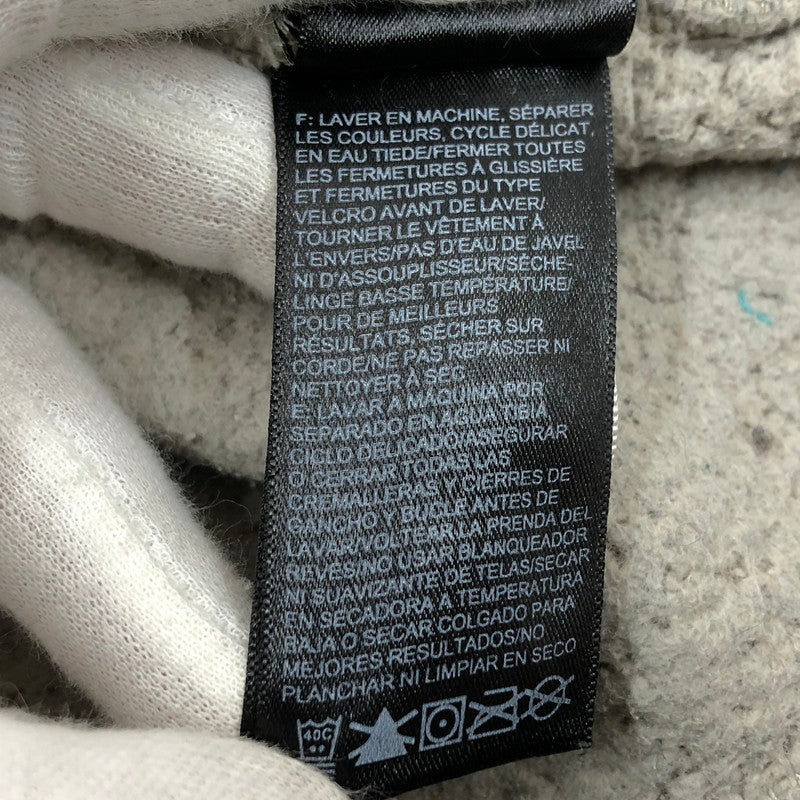 F: LAVER EN MACHINE, SÉPARER
LES COULEURS, CYCLE DÉLICAT,
EN EAU TIEDE/FERMER TOUTES
LES FERMETURES À GLISSIÈRE
ET FERMETURES DU TYPE
VELCRO AVANT DE LAVER/
TOURNER LE VÊTEMENT À
L'ENVERS/PAS D'EAU DE JAVEL
NI D'ASSOUPLISSEUR/SÈCHE-
LINGE BASSE TEMPERATURE/
POUR DE MEILLEURS
RÉSULTATS, SÉCHER SUR
CORDE/NE PAS REPASSER NI
NETTOYER À SEC
E: LAVAR A MÁQUINA POR
SEPARADO EN AGUA TIBIA
CICLO DELICADO/ASEGURAR
O CERRAR TODAS LAS
CREMALLERAS Y CIERRES DE
GANCHO Y BUCLE ANTES DE
LAVAR/VOLTEAR LA PRENDA DEL
REVÉS/NO USAR BLANQUEADOR
NI SUAVIZANTE DE TELAS/SECAR
EN SECADORA A TEMPERATURA
BAJA O SECAR COLGADO PARA
MEJORES RESULTADOS/NO
PLANCHAR NI LIMPIAR EN SECO
40C